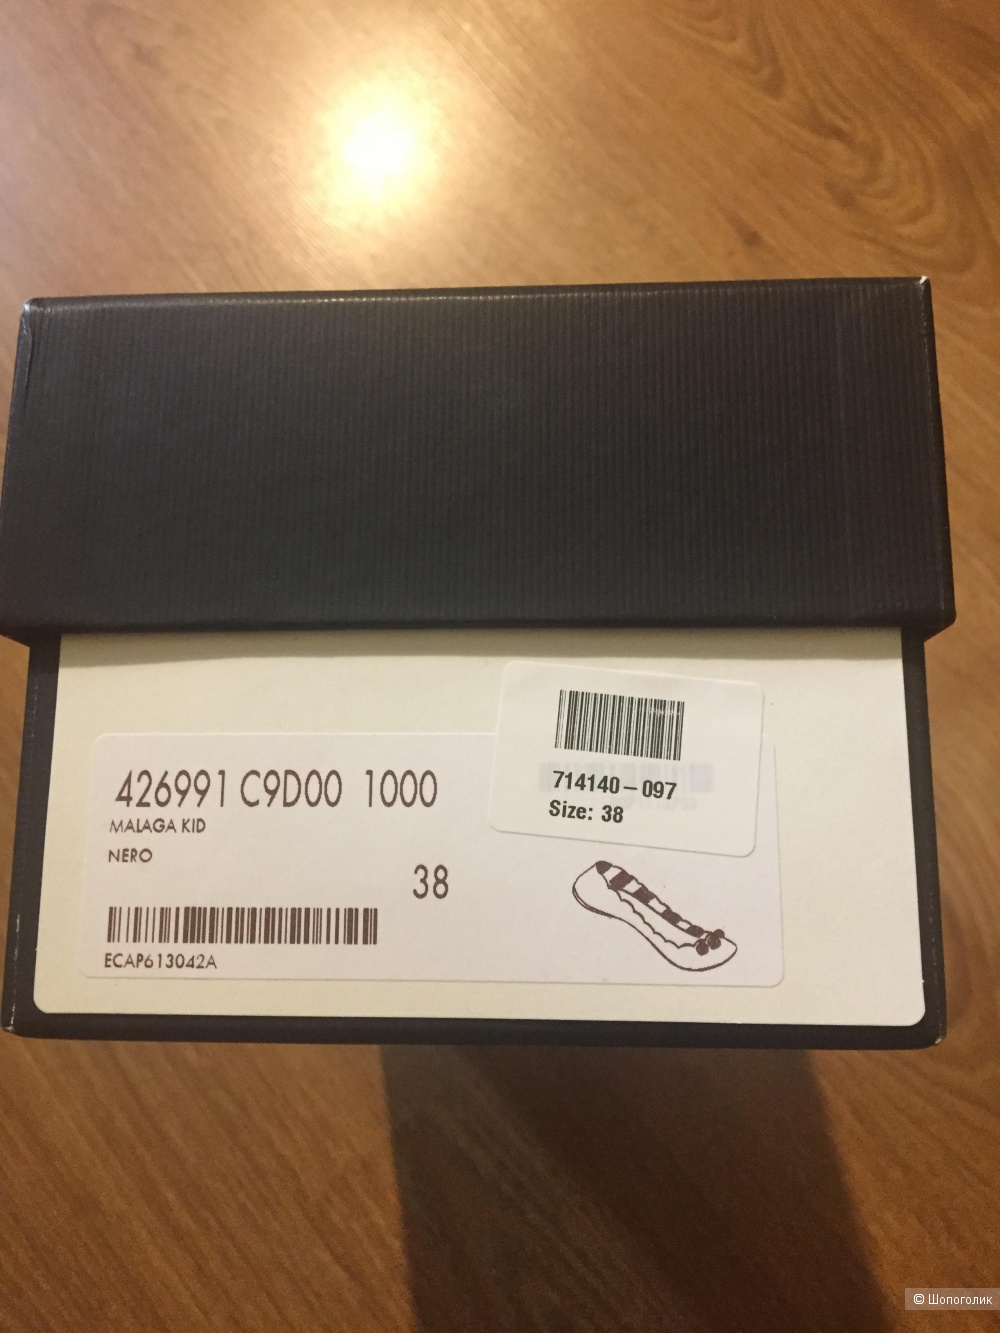 714140-097
Size: 38
426991 C9D00 1000
MALAGA KID
NERO
38
ECAP613042A
© Шопоголик